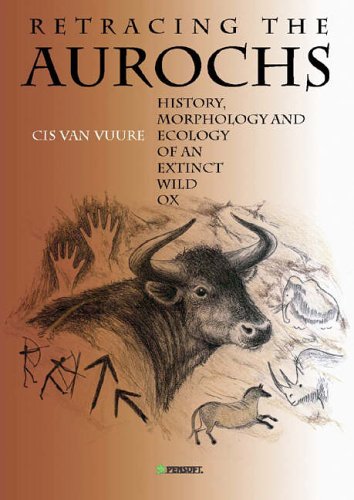 RETRACING THE
AUROCHS
CIS VAN VUURE
HISTORY,
MORPHOLOGY AND
ECOLOGY
OF AN
EXTINCT
WILD
OX
PENSOFT.